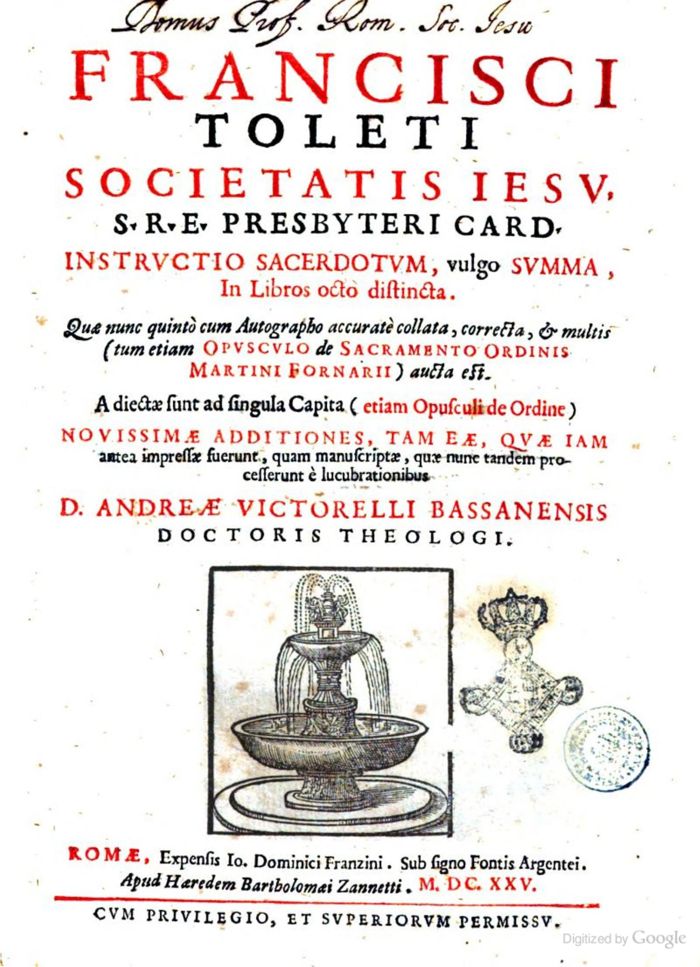 Domus Prof. Rom. Soc. Iesu
FRANCISCI
TOLETI
SOCIETATIS IESV,
S. R. E. PRESBYTERI CARD.
INSTRVCTIO SACERDOTVM, vulgo SVMMA,
In Libros octo distincta.
Quæ nunc quintò cum Autographo accuratè collata, correcta, & multis
(tum etiam OPVSCVLO de SACRAMENTO ORDINIS
MARTINI FORNARII) aucta est.
A diectæ sunt ad singula Capita ( etiam Opusculi de Ordine )
NOVISSIMÆ ADDITIONES, TAM EÆ, QVÆ IAM
antea impressæ fuerunt, quam manuscriptæ, quæ nunc tandem pro-
cesserunt è lucubrationibus
D. ANDREÆ VICTORELLI BASSANENSIS
DOCTORIS THEOLOGI.
ROMÆ, Expensis Io. Dominici Franzini. Sub signo Fontis Argentei.
Apud Hæredem Bartholomæi Zannetti. M. DC. XXV.
CVM PRIVILEGIO, ET SVPERIORVM PERMISSV.
Digitized by Google